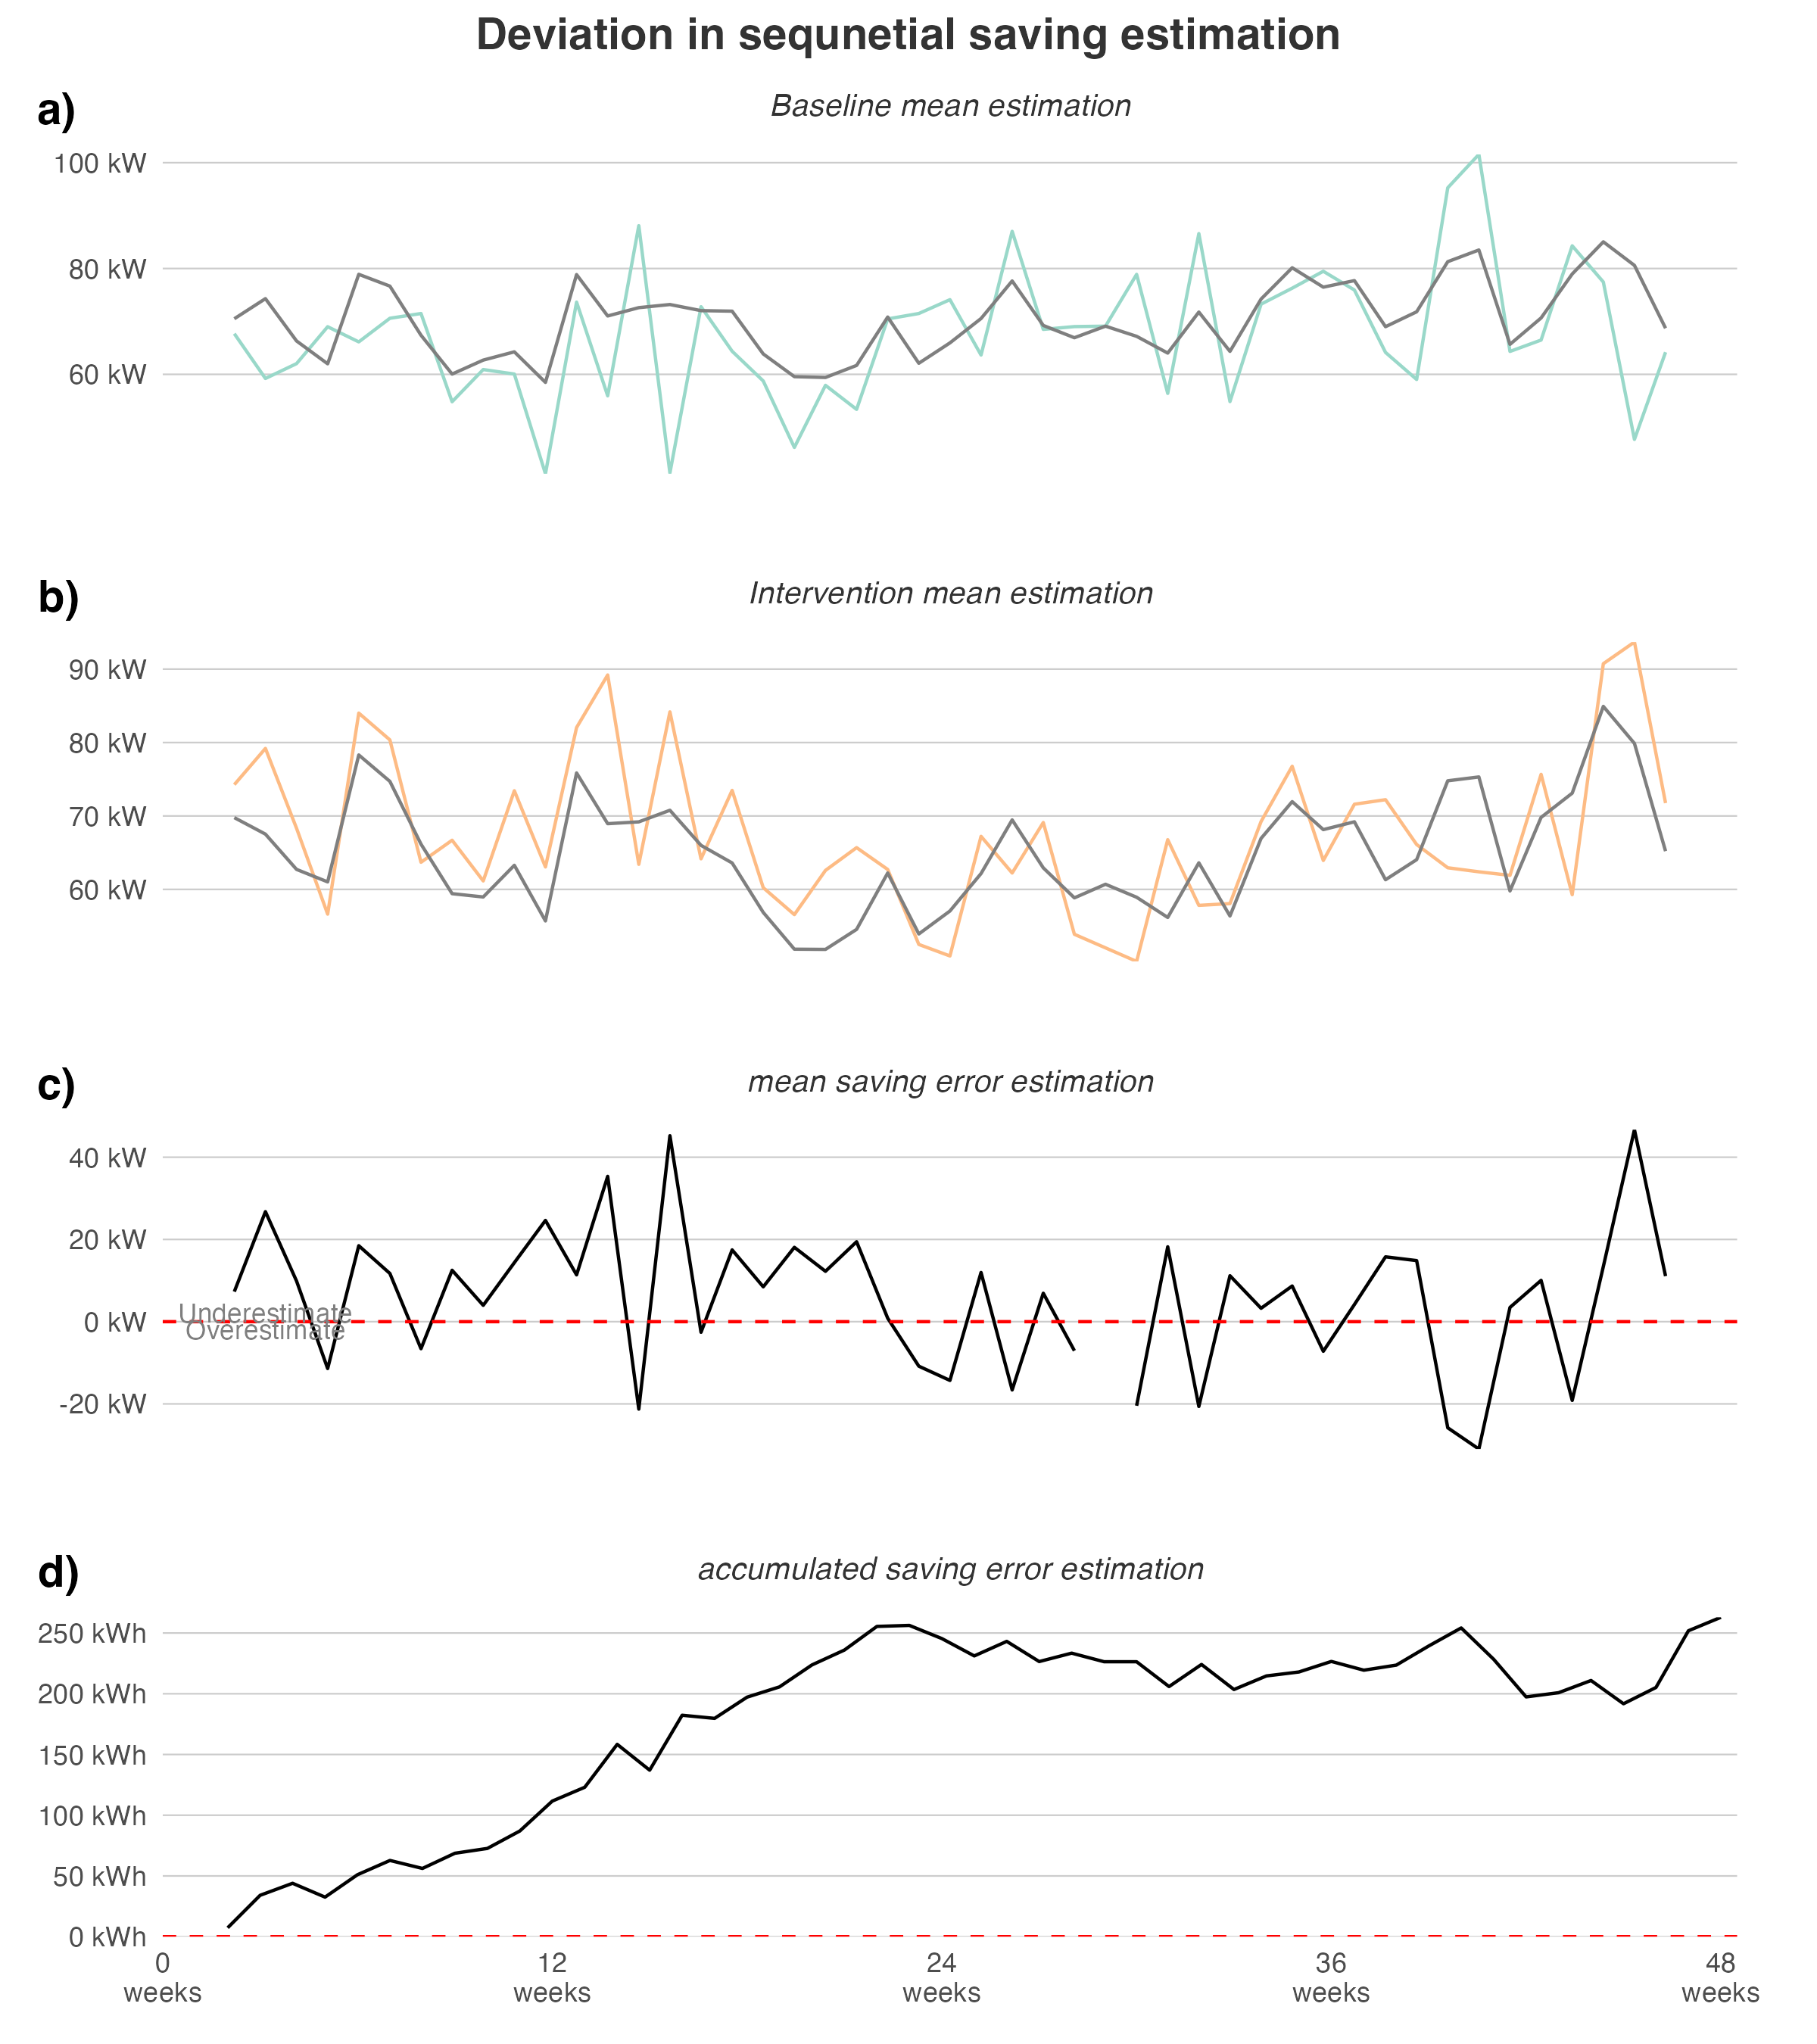 Deviation in sequnetial saving estimation
a)
Baseline mean estimation
100 kW
80 kW
60 kW
b)
Intervention mean estimation
90 kW
80 kW
70 kW
60 kW
c)
mean saving error estimation
40 kW
20 kW
Underestimate
0 kW
Overestimate
-20 kW
d)
accumulated saving error estimation
250 kWh
200 kWh
150 kWh
100 kWh
50 kWh
0 kWh
0 12 24 36 48
weeks weeks weeks weeks weeks